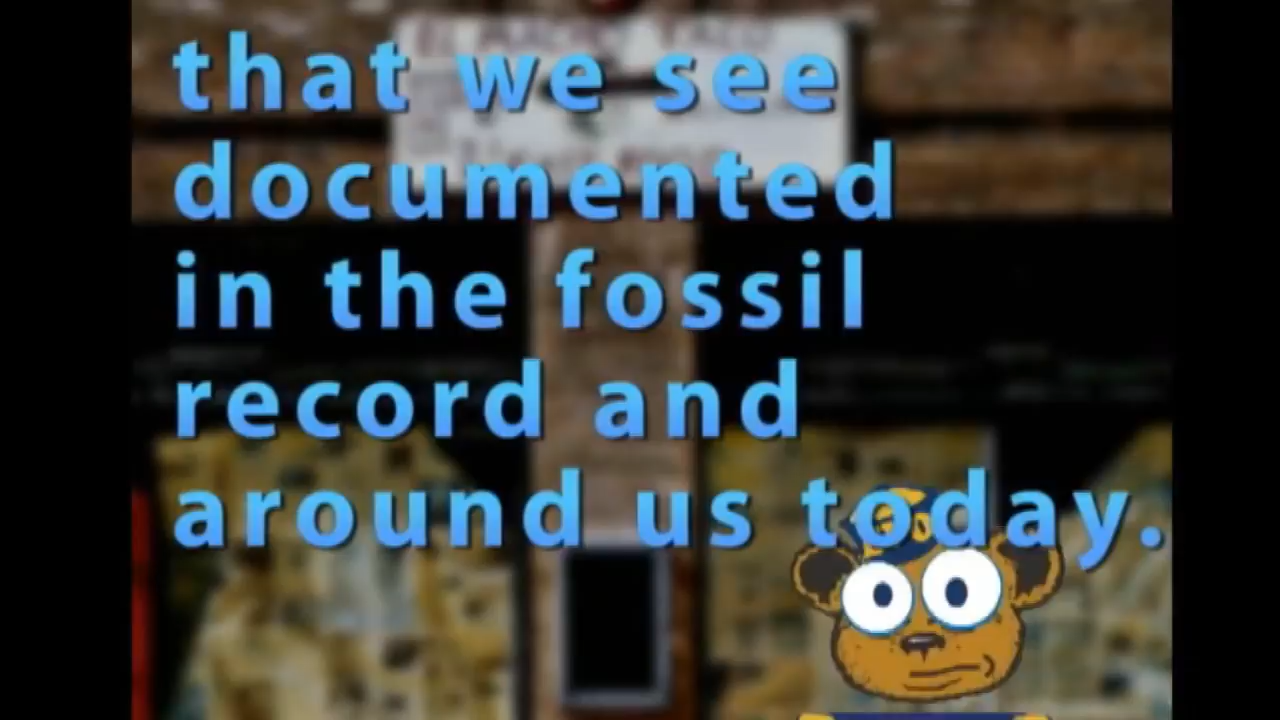 that we see
documented
in the fossil
record and
around us today.